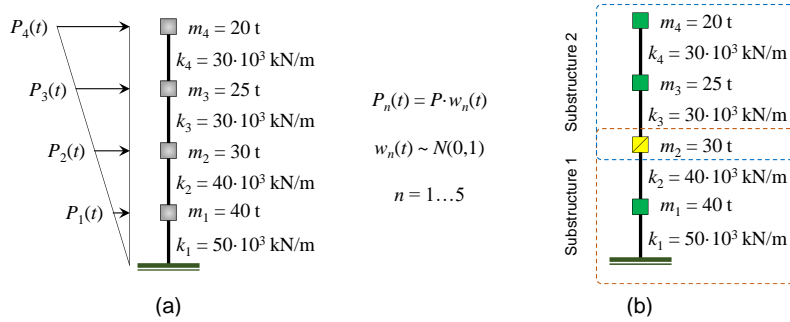 P₄(t)
m₄ = 20 t
k₄ = 30·10³ kN/m
P₃(t)
m₃ = 25 t
k₃ = 30·10³ kN/m
P₂(t)
m₂ = 30 t
k₂ = 40·10³ kN/m
P₁(t)
m₁ = 40 t
k₁ = 50·10³ kN/m
(a)
Pₙ(t) = P·wₙ(t)
wₙ(t) ~ N(0,1)
n = 1…5
Substructure 2
Substructure 1
m₄ = 20 t
k₄ = 30·10³ kN/m
m₃ = 25 t
k₃ = 30·10³ kN/m
m₂ = 30 t
k₂ = 40·10³ kN/m
m₁ = 40 t
k₁ = 50·10³ kN/m
(b)